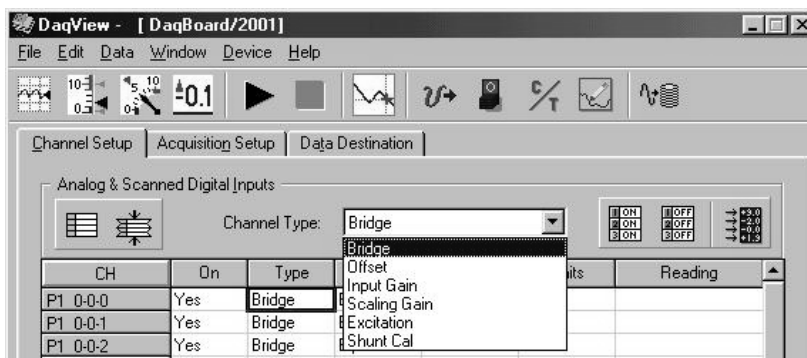 DaqView - [ DaqBoard/2001]
File Edit Data Window Device Help
Channel Setup Acquisition Setup Data Destination
Analog & Scanned Digital Inputs
Channel Type: Bridge
Bridge
Offset
Input Gain
Scaling Gain
Excitation
Shunt Cal
CH On Type Reading
P1 0-0-0 Yes Bridge
P1 0-0-1 Yes Bridge
P1 0-0-2 Yes Bridge